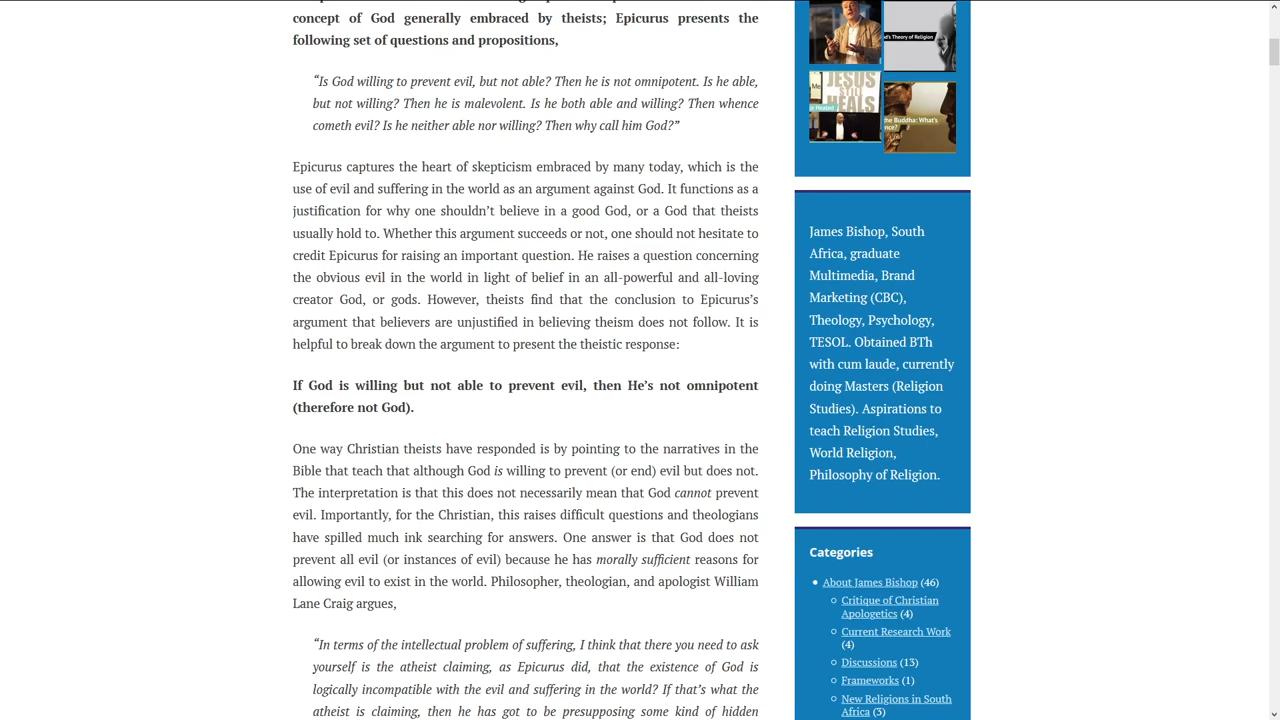 concept of God generally embraced by theists; Epicurus presents the
following set of questions and propositions,
“Is God willing to prevent evil, but not able? Then he is not omnipotent. Is he able,
but not willing? Then he is malevolent. Is he both able and willing? Then whence
cometh evil? Is he neither able nor willing? Then why call him God?”
Epicurus captures the heart of skepticism embraced by many today, which is the
use of evil and suffering in the world as an argument against God. It functions as a
justification for why one shouldn’t believe in a good God, or a God that theists
usually hold to. Whether this argument succeeds or not, one should not hesitate to
credit Epicurus for raising an important question. He raises a question concerning
the obvious evil in the world in light of belief in an all-powerful and all-loving
creator God, or gods. However, theists find that the conclusion to Epicurus’s
argument that believers are unjustified in believing theism does not follow. It is
helpful to break down the argument to present the theistic response:
If God is willing but not able to prevent evil, then He’s not omnipotent
(therefore not God).
One way Christian theists have responded is by pointing to the narratives in the
Bible that teach that although God is willing to prevent (or end) evil but does not.
The interpretation is that this does not necessarily mean that God cannot prevent
evil. Importantly, for the Christian, this raises difficult questions and theologians
have spilled much ink searching for answers. One answer is that God does not
prevent all evil (or instances of evil) because he has morally sufficient reasons for
allowing evil to exist in the world. Philosopher, theologian, and apologist William
Lane Craig argues,
“In terms of the intellectual problem of suffering, I think that there you need to ask
yourself is the atheist claiming, as Epicurus did, that the existence of God is
logically incompatible with the evil and suffering in the world? If that’s what the
atheist is claiming, then he has got to be presupposing some kind of hidden
d's Theory of Religion
Me
JESUS
STILL
HEALS
r Heated
the Buddha: What's
nce?
James Bishop, South
Africa, graduate
Multimedia, Brand
Marketing (CBC),
Theology, Psychology,
TESOL. Obtained BTh
with cum laude, currently
doing Masters (Religion
Studies). Aspirations to
teach Religion Studies,
World Religion,
Philosophy of Religion.
Categories
About James Bishop (46)
Critique of Christian
Apologetics (4)
Current Research Work
(4)
Discussions (13)
Frameworks (1)
New Religions in South
Africa (3)